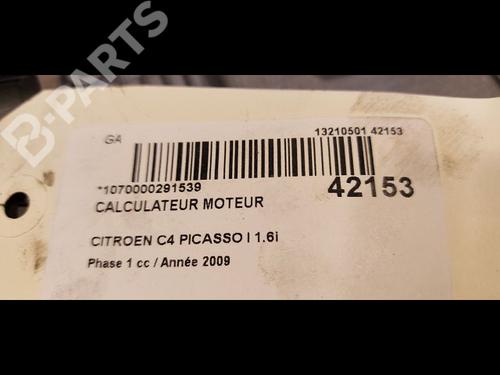 B-PARTS
GA
13210501 42153
*1070000291539
42153
CALCULATEUR MOTEUR
CITROEN C4 PICASSO I 1.6i
Phase 1 cc / Année 2009